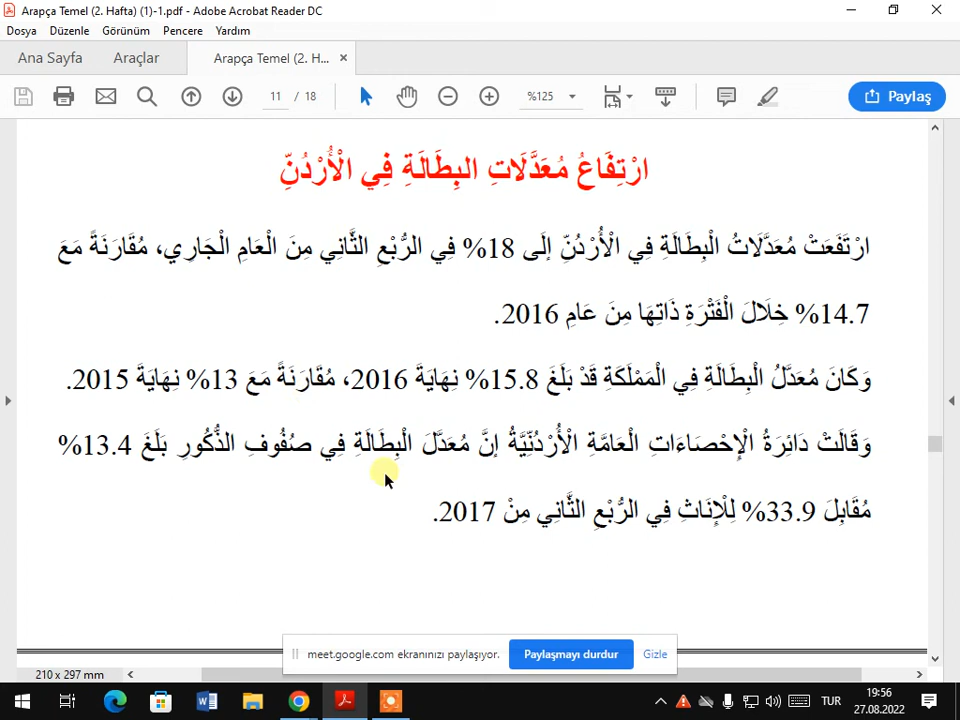 Arapça Temel (2. Hafta) (1)-1.pdf - Adobe Acrobat Reader DC
Dosya Düzenle Görünüm Pencere Yardım
Ana Sayfa Araçlar Arapça Temel (2. H... ×
11 / 18 %125 Paylaş
ارْتِفَاعُ مُعَدَّلَاتِ البِطَالَةِ فِي الْأُرْدُنِّ
ارْتَفَعَتْ مُعَدَّلَاتُ الْبِطَالَةِ فِي الْأُرْدُنِّ إلَى 18% فِي الرُّبْعِ الثَّانِي مِنَ الْعَامِ الْجَارِي، مُقَارَنَةً مَعَ
14.7% خِلَالَ الْفَتْرَةِ ذَاتِهَا مِنَ عَامِ 2016.
وَكَانَ مُعَدَّلُ الْبِطَالَةِ فِي الْمَمْلَكَةِ قَدْ بَلَغَ 15.8% نِهَايَةَ 2016، مُقَارَنَةً مَعَ 13% نِهَايَةَ 2015.
وَقَالَتْ دَائِرَةُ الْإِحْصَاءَاتِ الْعَامَّةِ الْأُرْدُنِّيَّةُ إنَّ مُعَدَّلَ الْبِطَالَةِ فِي صُفُوفِ الذُّكُورِ بَلَغَ 13.4%
مُقَابِلَ 33.9% لِلْإِنَاثِ فِي الرُّبْعِ الثَّانِي مِنْ 2017.
meet.google.com ekranınızı paylaşıyor. Paylaşmayı durdur Gizle
210 x 297 mm
TUR 19:56
27.08.2022